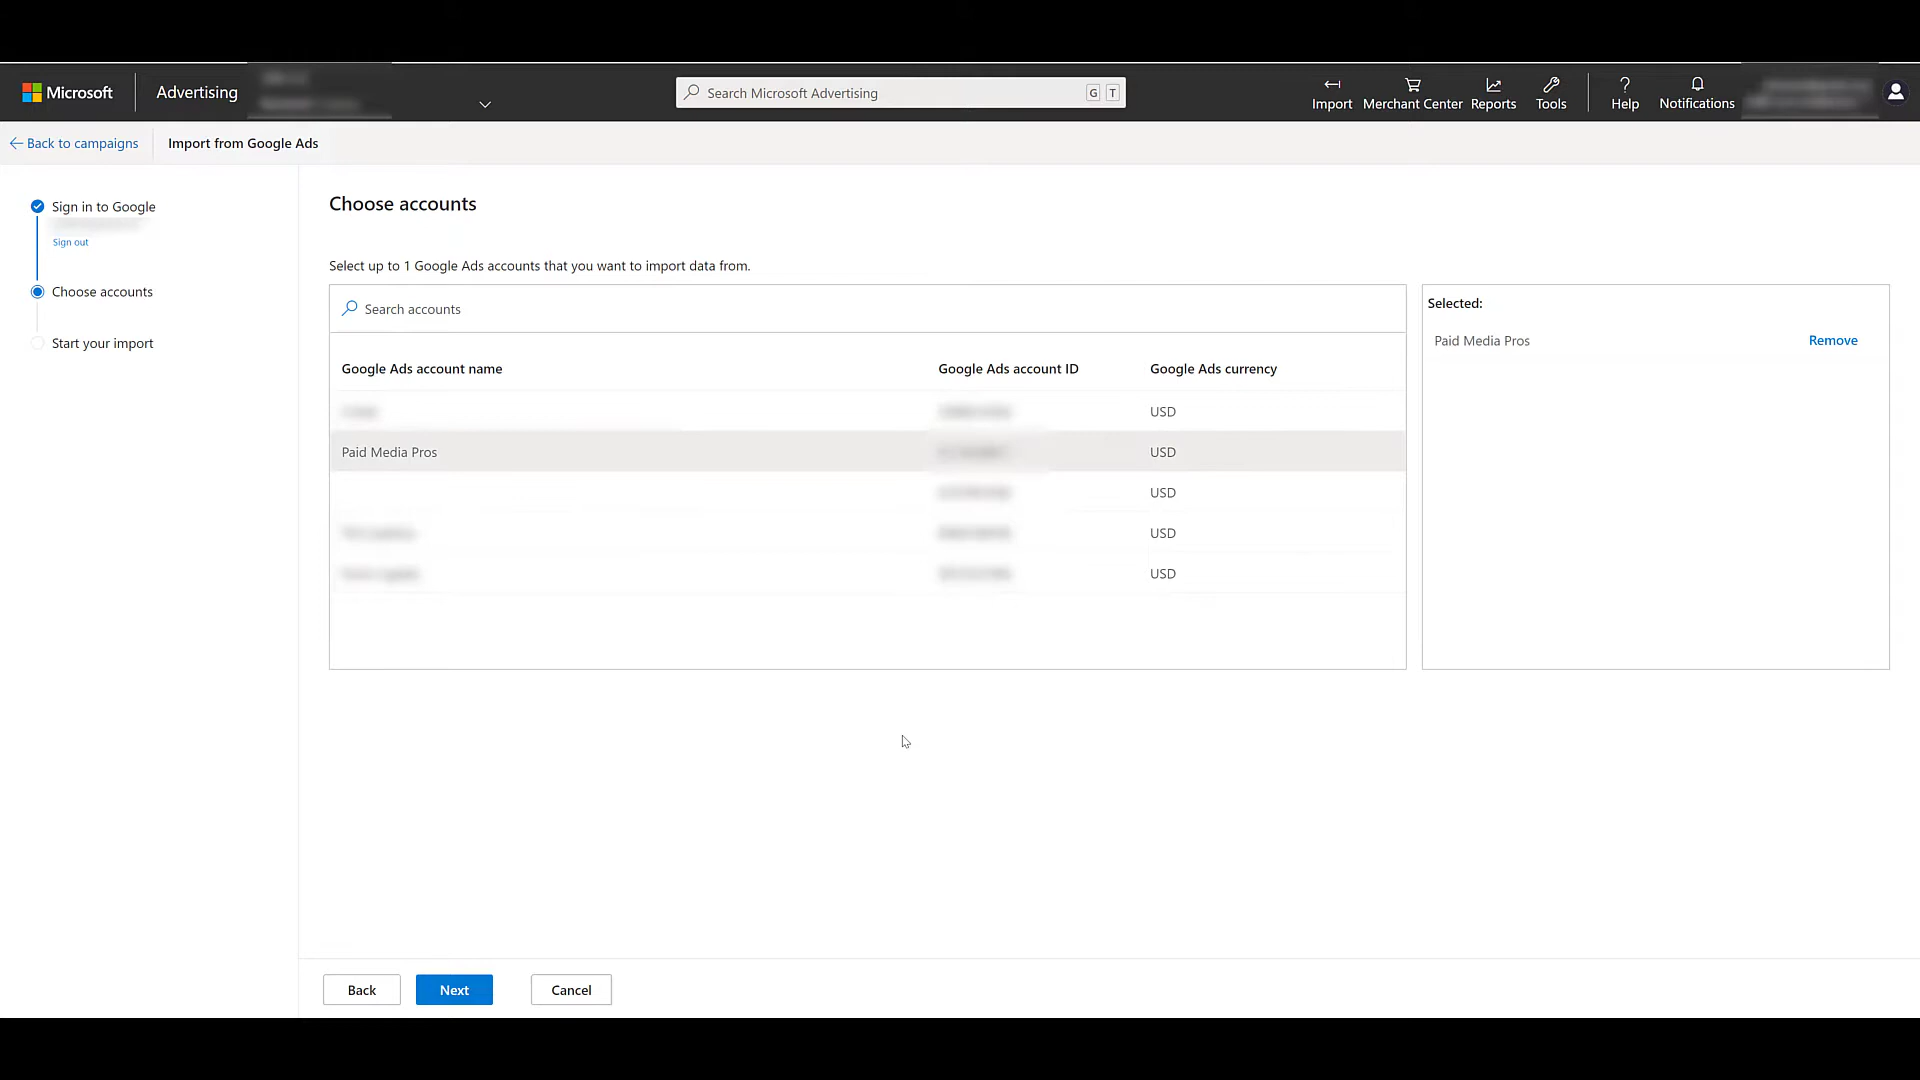 Microsoft
Advertising
Search Microsoft Advertising
G T
Import
Merchant Center
Reports
Tools
Help
Notifications
Back to campaigns
Import from Google Ads
Sign in to Google
Sign out
Choose accounts
Start your import
Choose accounts
Select up to 1 Google Ads accounts that you want to import data from.
Search accounts
Google Ads account name
Google Ads account ID
Google Ads currency
USD
Paid Media Pros
USD
USD
USD
USD
Selected:
Paid Media Pros
Remove
Back
Next
Cancel